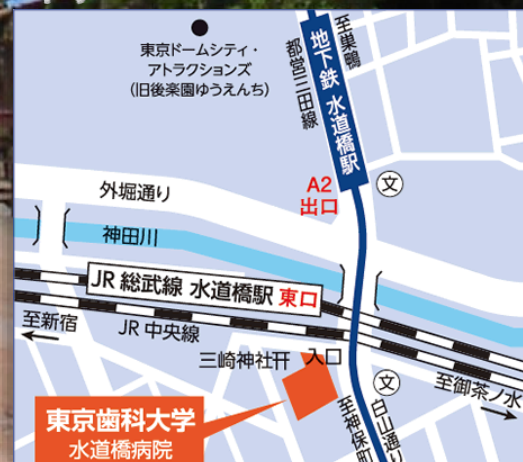 東京ドームシティ・
アトラクションズ
(旧後楽園ゆうえんち)
至巣鴨
地下鉄 水道橋駅
都営三田線
A2
出口
文
外堀通り
神田川
JR 総武線 水道橋駅 東口
至新宿
JR 中央線
三崎神社
入口
文
至御茶ノ水
白山通り
至神保町
東京歯科大学
水道橋病院